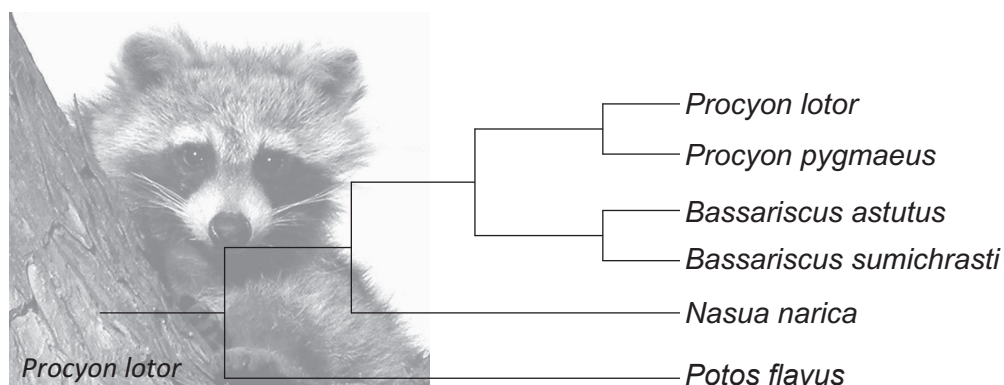 Procyon lotor
Procyon pygmaeus
Bassariscus astutus
Bassariscus sumichrasti
Nasua narica
Potos flavus
Procyon lotor